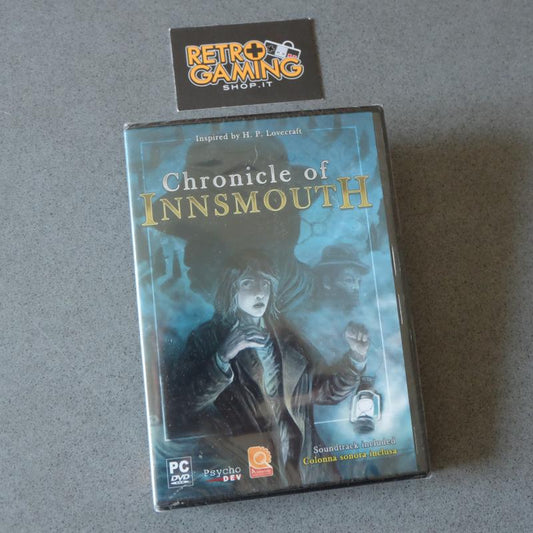 RETRO
GAMING
SHOP.IT
Inspired by H. P. Lovecraft
Chronicle of
INNSMOUTH
Soundtrack included
Colonna sonora inclusa
PC
DVD
Psycho
DEV